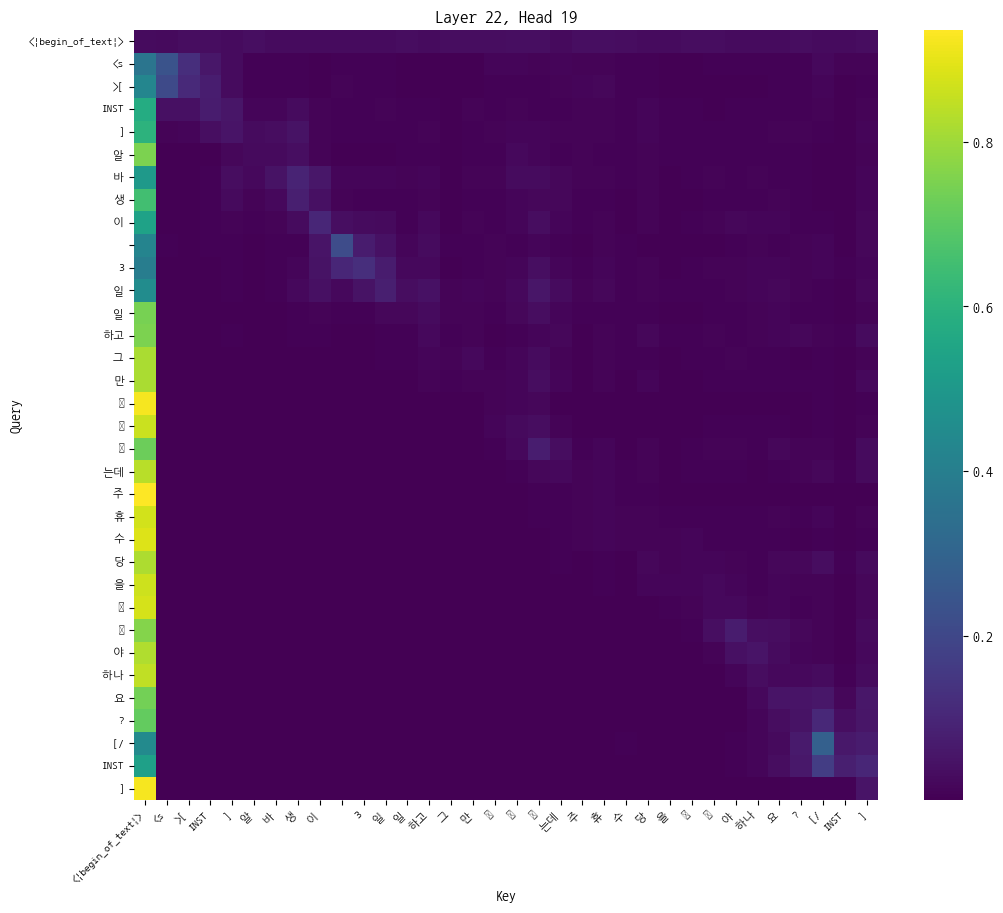 Layer 22, Head 19
<|begin_of_text|>
<s
>[
INST
]
알
바
생
이
3
일
일
하고
그
만
는데
주
휴
수
당
을
야
하나
요
?
[/
INST
]
Query
<|begin_of_text|>
<s
>[
INST
]
알
바
생
이
3
일
일
하고
그
만
는데
주
휴
수
당
을
야
하나
요
?
[/
INST
]
Key
0.8
0.6
0.4
0.2